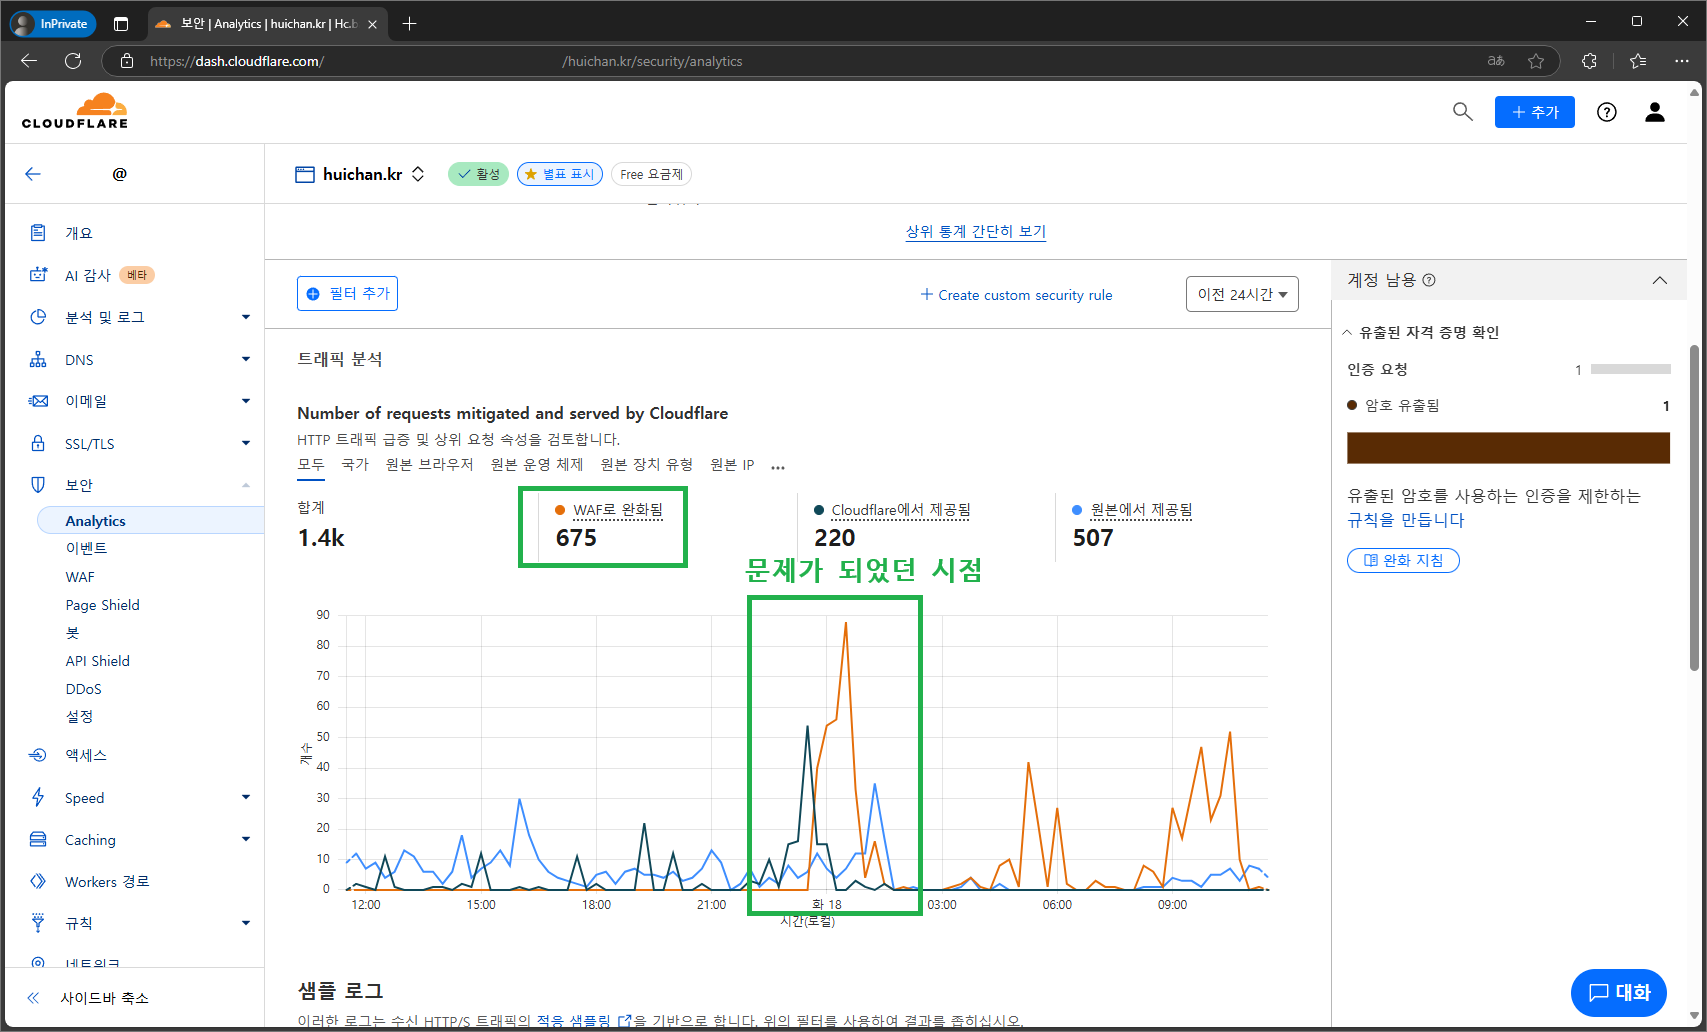 InPrivate
보안 | Analytics | huichan.kr | Hc.b
https://dash.cloudflare.com/ /huichan.kr/security/analytics
CLOUDFLARE
추가
@
huichan.kr
활성
별표 표시
Free 요금제
개요
AI 감사 베타
분석 및 로그
DNS
이메일
SSL/TLS
보안
Analytics
이벤트
WAF
Page Shield
봇
API Shield
DDoS
설정
액세스
Speed
Caching
Workers 경로
규칙
네트워크
사이드바 축소
상위 통계 간단히 보기
필터 추가
Create custom security rule
이전 24시간
트래픽 분석
Number of requests mitigated and served by Cloudflare
HTTP 트래픽 급증 및 상위 요청 속성을 검토합니다.
모두 국가 원본 브라우저 원본 운영 체제 원본 장치 유형 원본 IP ...
합계
1.4k
WAF로 완화됨
675
Cloudflare에서 제공됨
220
원본에서 제공됨
507
문제가 되었던 시점
90
80
70
60
50
40
30
20
10
0
개수
12:00 15:00 18:00 21:00 화 18 03:00 06:00 09:00
시간(로컬)
샘플 로그
이러한 로그는 수신 HTTP/S 트래픽의 적응 샘플링 을 기반으로 합니다. 위의 필터를 사용하여 결과를 좁히십시오.
계정 남용
유출된 자격 증명 확인
인증 요청 1
암호 유출됨 1
유출된 암호를 사용하는 인증을 제한하는
규칙을 만듭니다
완화 지침
대화